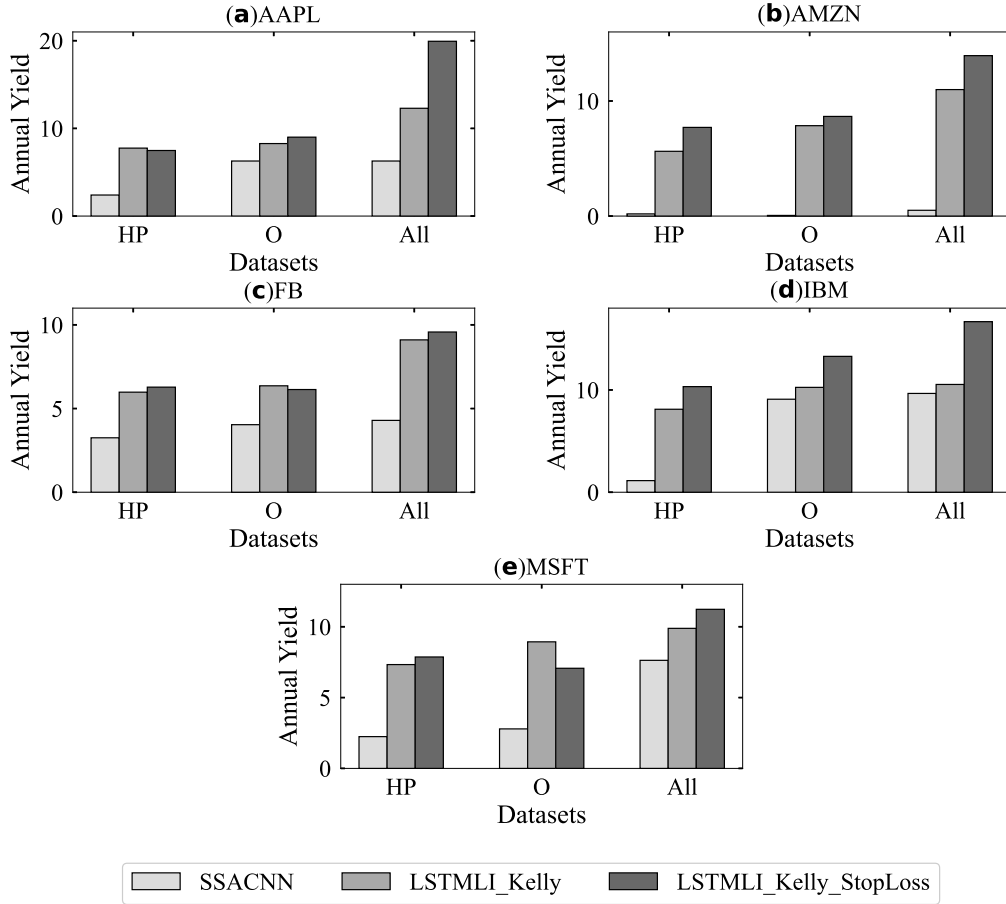 (a)AAPL
20
10
0
Annual Yield
HP O All
Datasets
(b)AMZN
10
0
Annual Yield
HP O All
Datasets
(c)FB
10
5
0
Annual Yield
HP O All
Datasets
(d)IBM
10
0
Annual Yield
HP O All
Datasets
(e)MSFT
10
5
0
Annual Yield
HP O All
Datasets
SSACNN LSTMLI_Kelly LSTMLI_Kelly_StopLoss